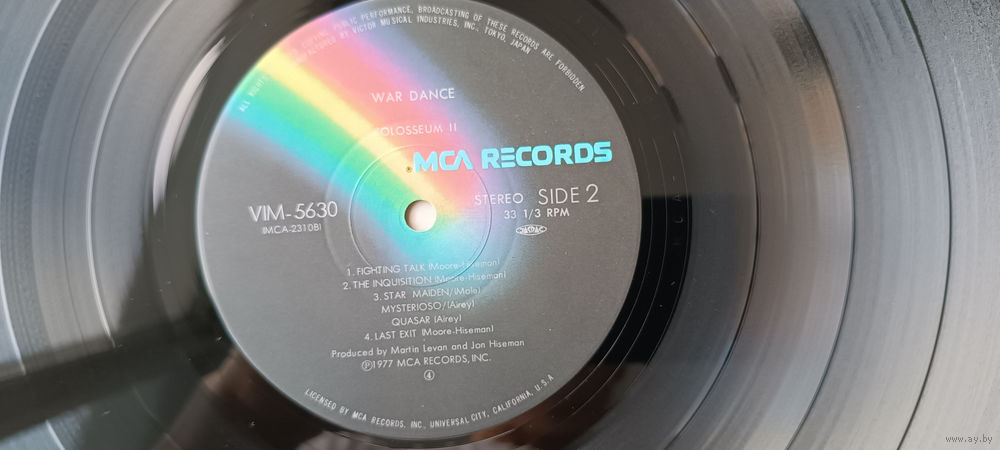 COPYING, PUBLIC PERFORMANCE, BROADCASTING OF THESE RECORDS ARE FORBIDDEN.
BY VICTOR MUSICAL INDUSTRIES, INC., TOKYO, JAPAN
ALL
WAR DANCE
COLOSSEUM II
®MCA RECORDS
STEREO SIDE 2
33 1/3 RPM
JASRAC
VIM-5630
(MCA-2310B)
1. FIGHTING TALK (Moore-Hiseman)
2. THE INQUISITION (Moore-Hiseman)
3. STAR MAIDEN/(Mole)
MYSTERIOSO/(Airey)
QUASAR (Airey)
4. LAST EXIT (Moore-Hiseman)
Produced by Martin Levan and Jon Hiseman
Ⓟ1977 MCA RECORDS, INC.
④
LICENSED BY MCA RECORDS, INC., UNIVERSAL CITY, CALIFORNIA, U.S.A
www.ay.by